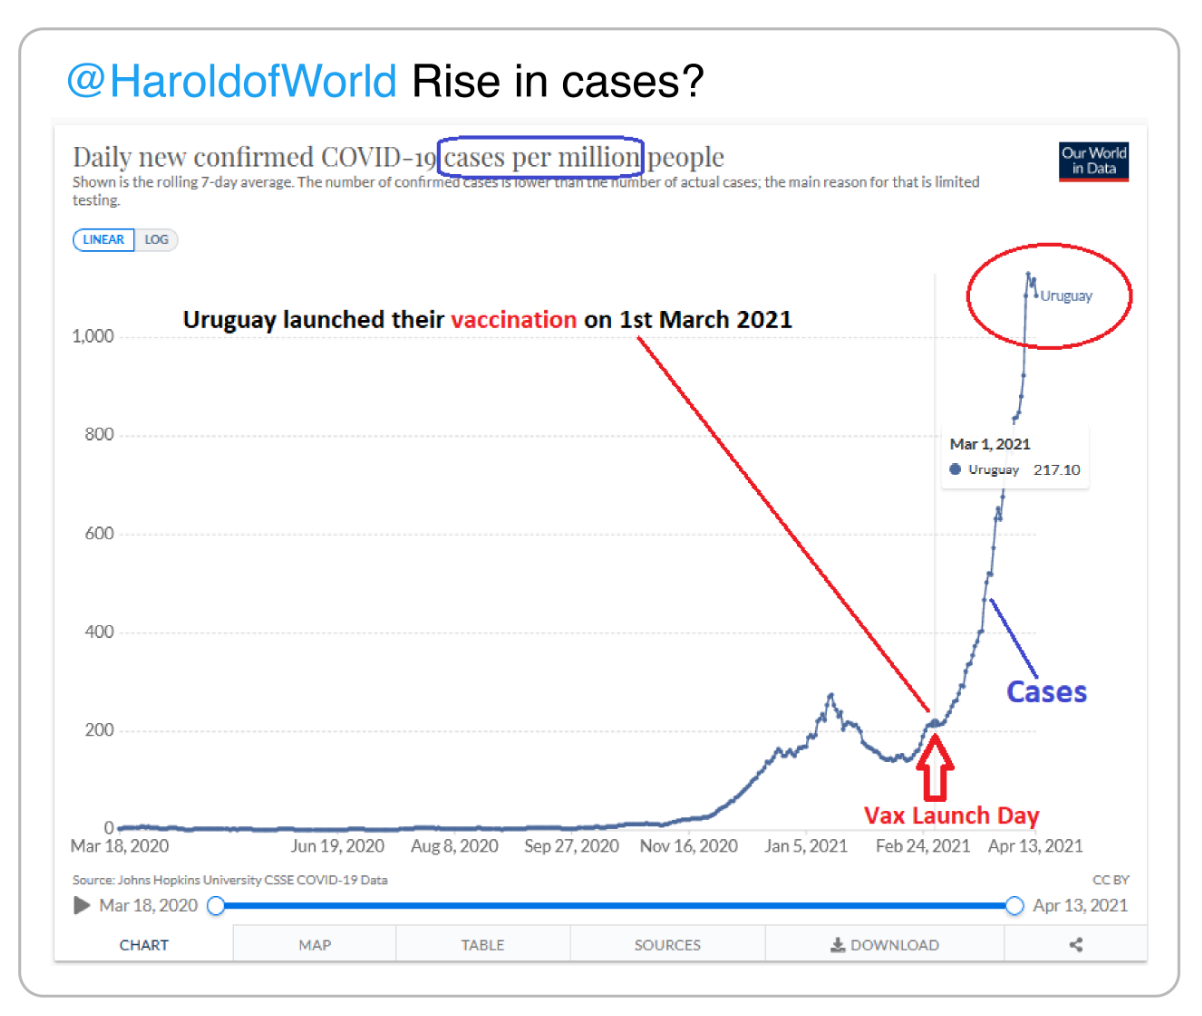 @HaroldofWorld Rise in cases?
Daily new confirmed COVID-19 cases per million people
Shown is the rolling 7-day average. The number of confirmed cases is lower than the number of actual cases; the main reason for that is limited
testing.
Our World
in Data
LINEAR LOG
Uruguay
Uruguay launched their vaccination on 1st March 2021
1,000
800
Mar 1, 2021
Uruguay 217.10
600
400
Cases
200
Vax Launch Day
0
Mar 18, 2020 Jun 19, 2020 Aug 8, 2020 Sep 27, 2020 Nov 16, 2020 Jan 5, 2021 Feb 24, 2021 Apr 13, 2021
Source: Johns Hopkins University CSSE COVID-19 Data CC BY
Mar 18, 2020 Apr 13, 2021
CHART MAP TABLE SOURCES DOWNLOAD